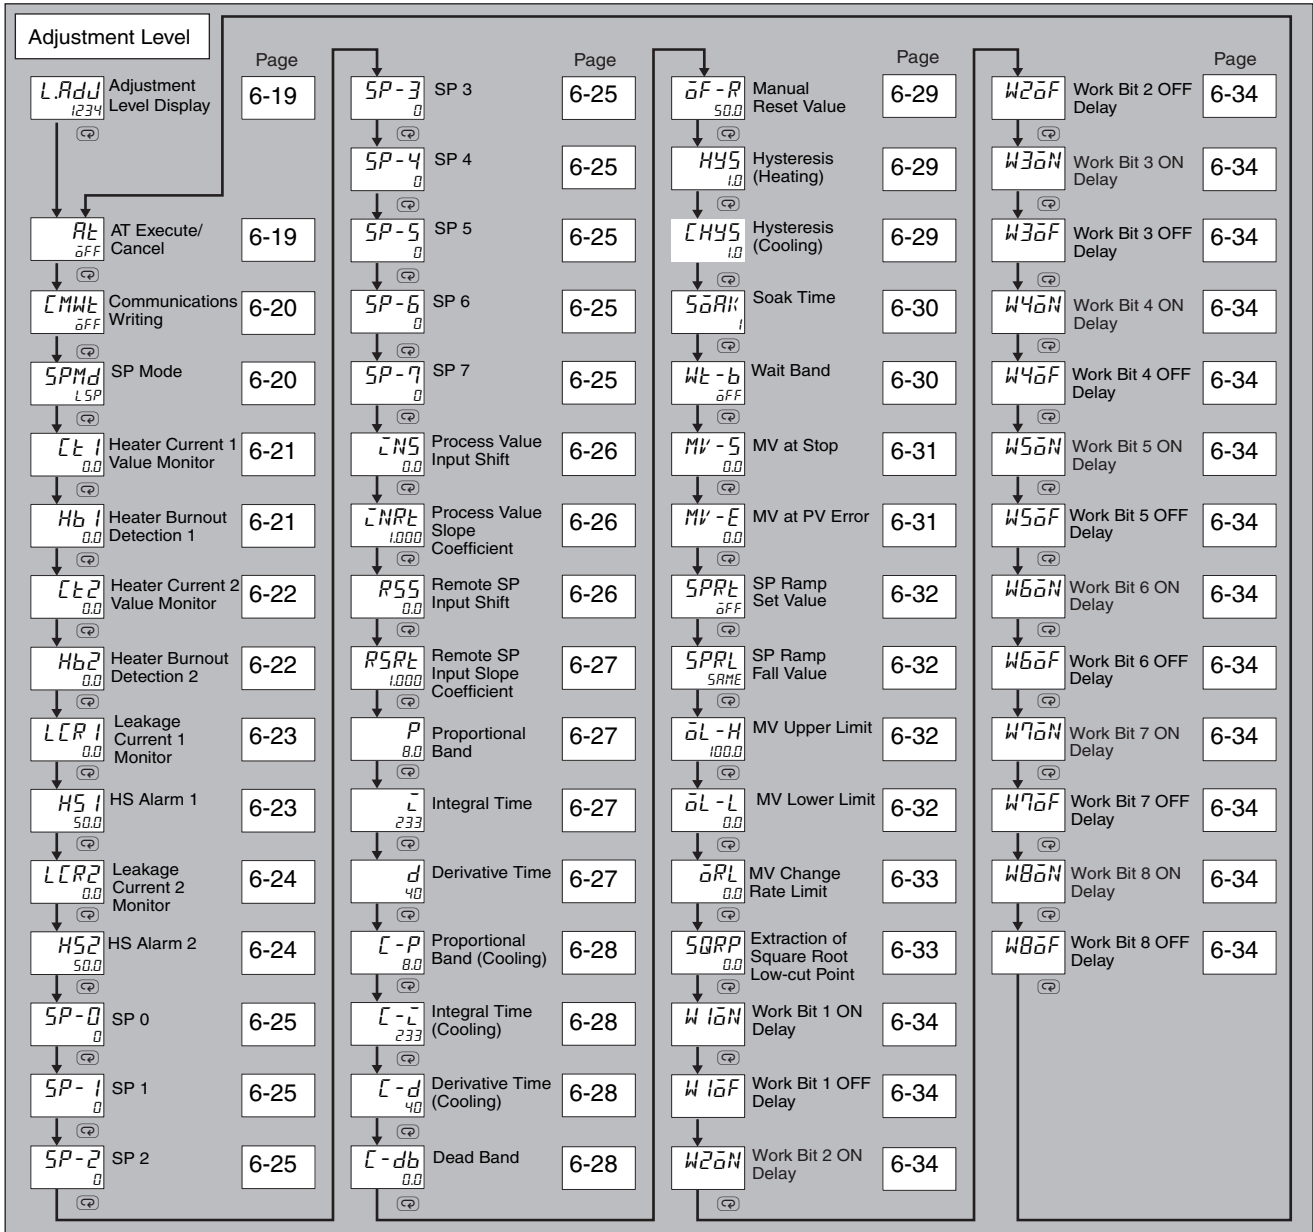 Adjustment Level
Page
L.AdJ
1234
Adjustment
Level Display
6-19
At
oFF
AT Execute/
Cancel
6-19
CMWt
oFF
Communications
Writing
6-20
SPMd
LSP
SP Mode
6-20
Ct1
0.0
Heater Current 1
Value Monitor
6-21
Hb1
0.0
Heater Burnout
Detection 1
6-21
Ct2
0.0
Heater Current 2
Value Monitor
6-22
Hb2
0.0
Heater Burnout
Detection 2
6-22
LCR1
0.0
Leakage
Current 1
Monitor
6-23
HS1
50.0
HS Alarm 1
6-23
LCR2
0.0
Leakage
Current 2
Monitor
6-24
HS2
50.0
HS Alarm 2
6-24
SP-0
0
SP 0
6-25
SP-1
0
SP 1
6-25
SP-2
0
SP 2
6-25
Page
SP-3
0
SP 3
6-25
SP-4
0
SP 4
6-25
SP-5
0
SP 5
6-25
SP-6
0
SP 6
6-25
SP-7
0
SP 7
6-25
iNS
0.0
Process Value
Input Shift
6-26
iNRt
1.000
Process Value
Slope
Coefficient
6-26
RSS
0.0
Remote SP
Input Shift
6-26
RSRt
1.000
Remote SP
Input Slope
Coefficient
6-27
P
8.0
Proportional
Band
6-27
i
233
Integral Time
6-27
d
40
Derivative Time
6-27
C-P
8.0
Proportional
Band (Cooling)
6-28
C-i
233
Integral Time
(Cooling)
6-28
C-d
40
Derivative Time
(Cooling)
6-28
C-db
0.0
Dead Band
6-28
Page
oF-R
50.0
Manual
Reset Value
6-29
HYS
1.0
Hysteresis
(Heating)
6-29
CHYS
1.0
Hysteresis
(Cooling)
6-29
SoAK
1
Soak Time
6-30
Wt-b
oFF
Wait Band
6-30
MV-S
0.0
MV at Stop
6-31
MV-E
0.0
MV at PV Error
6-31
SPRt
oFF
SP Ramp
Set Value
6-32
SPRL
SAME
SP Ramp
Fall Value
6-32
oL-H
100.0
MV Upper Limit
6-32
oL-L
0.0
MV Lower Limit
6-32
oRL
0.0
MV Change
Rate Limit
6-33
SQRP
0.0
Extraction of
Square Root
Low-cut Point
6-33
W1oN
Work Bit 1 ON
Delay
6-34
W1oF
Work Bit 1 OFF
Delay
6-34
W2oN
Work Bit 2 ON
Delay
6-34
Page
W2oF
Work Bit 2 OFF
Delay
6-34
W3oN
Work Bit 3 ON
Delay
6-34
W3oF
Work Bit 3 OFF
Delay
6-34
W4oN
Work Bit 4 ON
Delay
6-34
W4oF
Work Bit 4 OFF
Delay
6-34
W5oN
Work Bit 5 ON
Delay
6-34
W5oF
Work Bit 5 OFF
Delay
6-34
W6oN
Work Bit 6 ON
Delay
6-34
W6oF
Work Bit 6 OFF
Delay
6-34
W7oN
Work Bit 7 ON
Delay
6-34
W7oF
Work Bit 7 OFF
Delay
6-34
W8oN
Work Bit 8 ON
Delay
6-34
W8oF
Work Bit 8 OFF
Delay
6-34